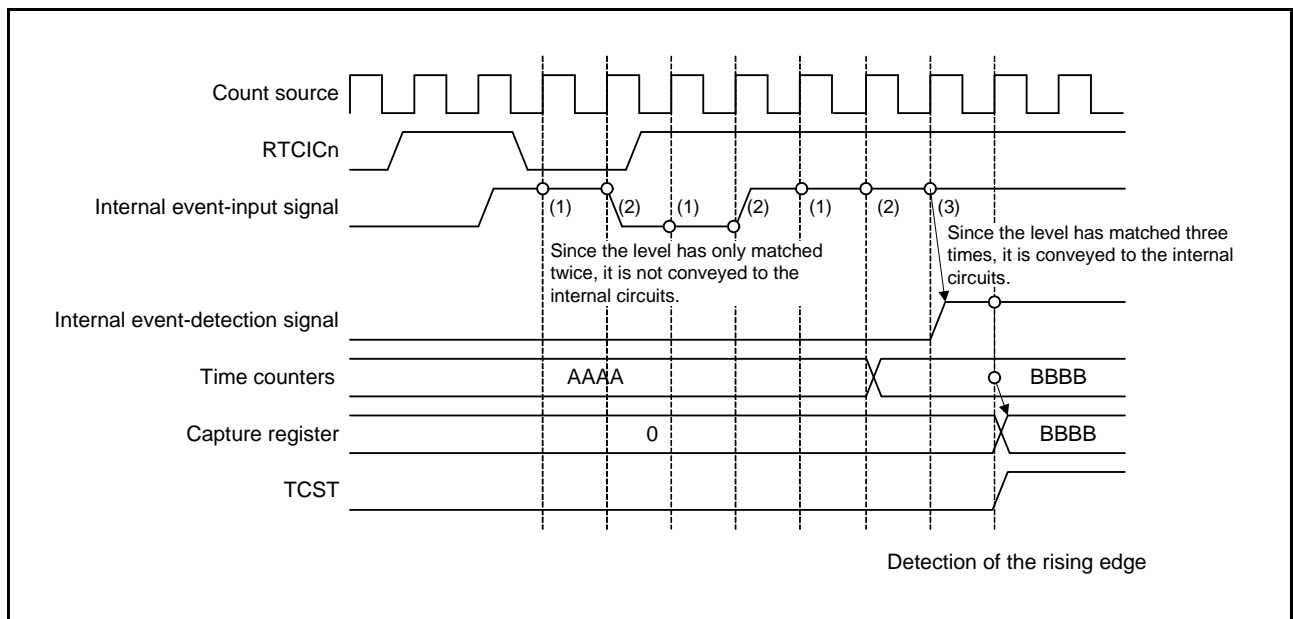 Count source
RTCICn
Internal event-input signal
(1) (2) (1) (2) (1) (2) (3)
Since the level has only matched
twice, it is not conveyed to the
internal circuits.
Since the level has matched three
times, it is conveyed to the internal
circuits.
Internal event-detection signal
Time counters
AAAA
BBBB
Capture register
0
BBBB
TCST
Detection of the rising edge